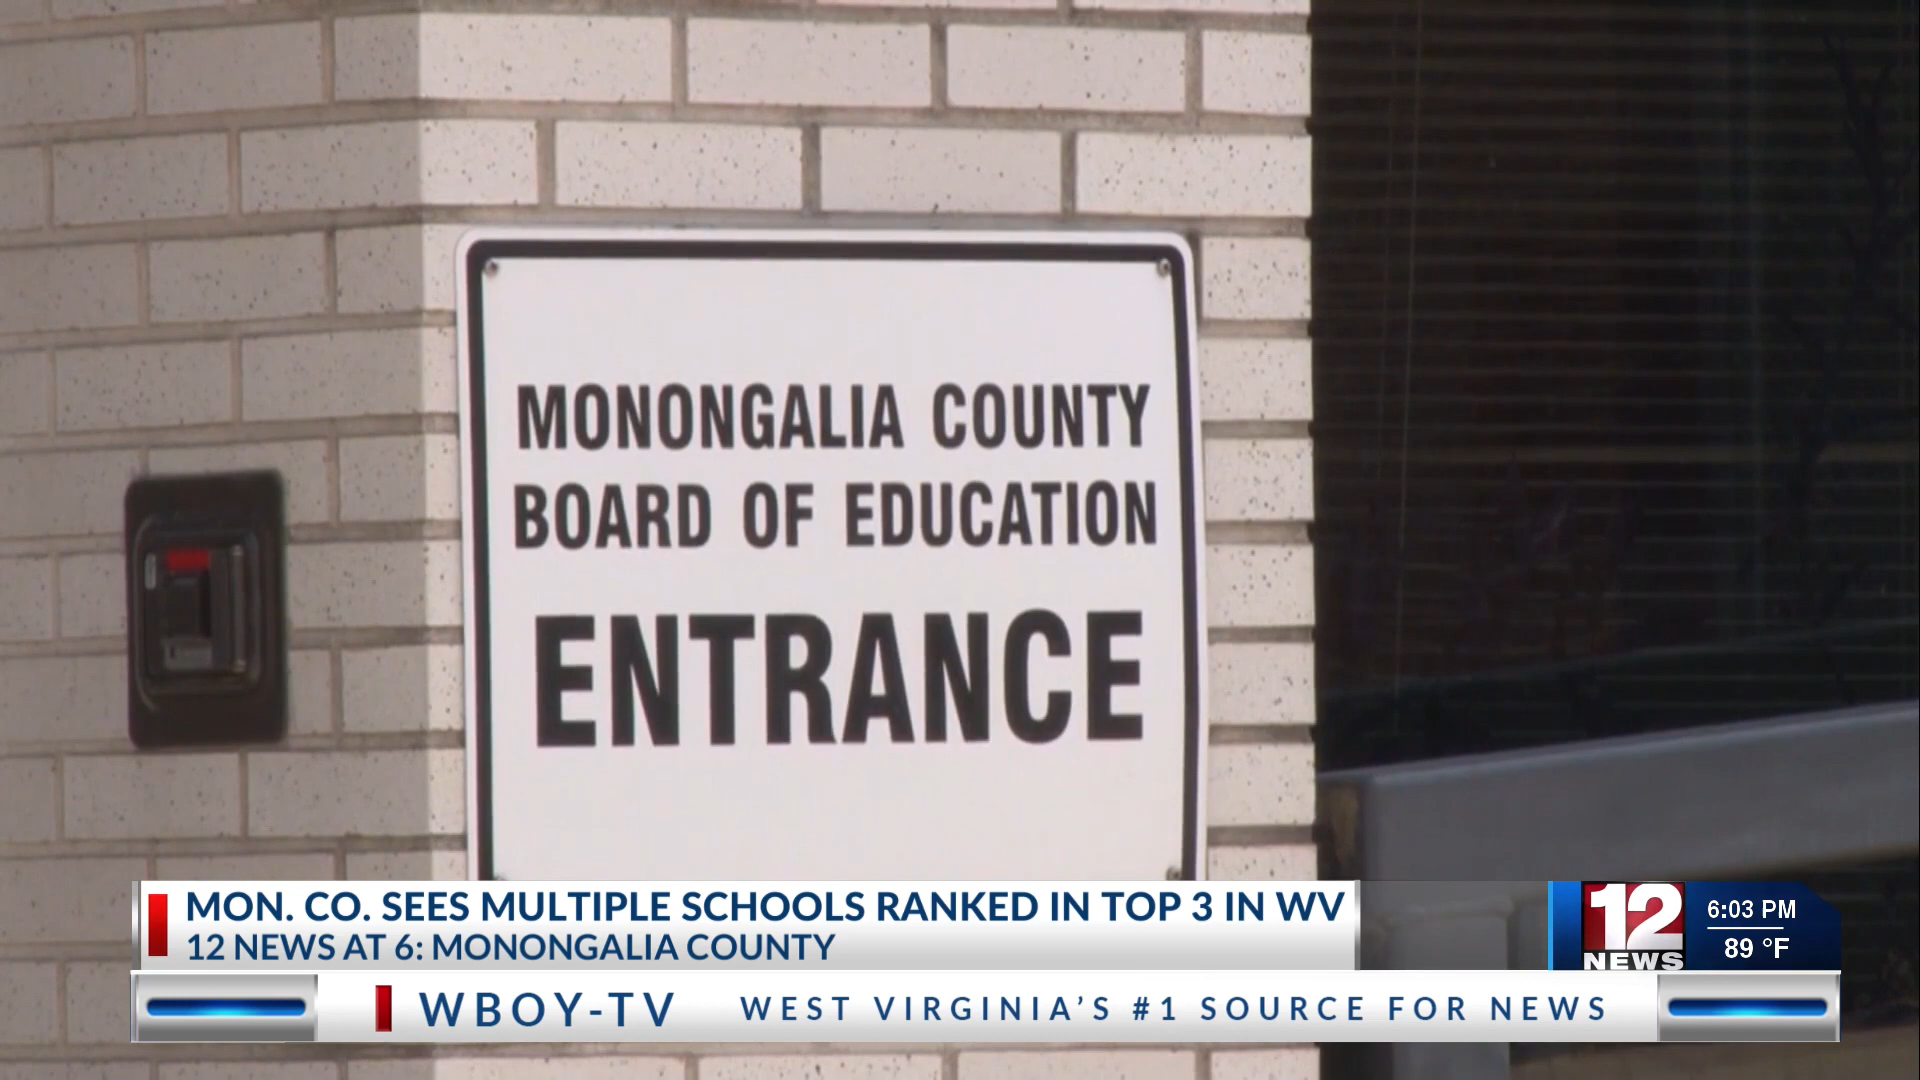 MONONGALIA COUNTY
BOARD OF EDUCATION
ENTRANCE
MON. CO. SEES MULTIPLE SCHOOLS RANKED IN TOP 3 IN WV
12 NEWS AT 6: MONONGALIA COUNTY
12
NEWS
6:03 PM
89 °F
WBOY-TV WEST VIRGINIA'S #1 SOURCE FOR NEWS